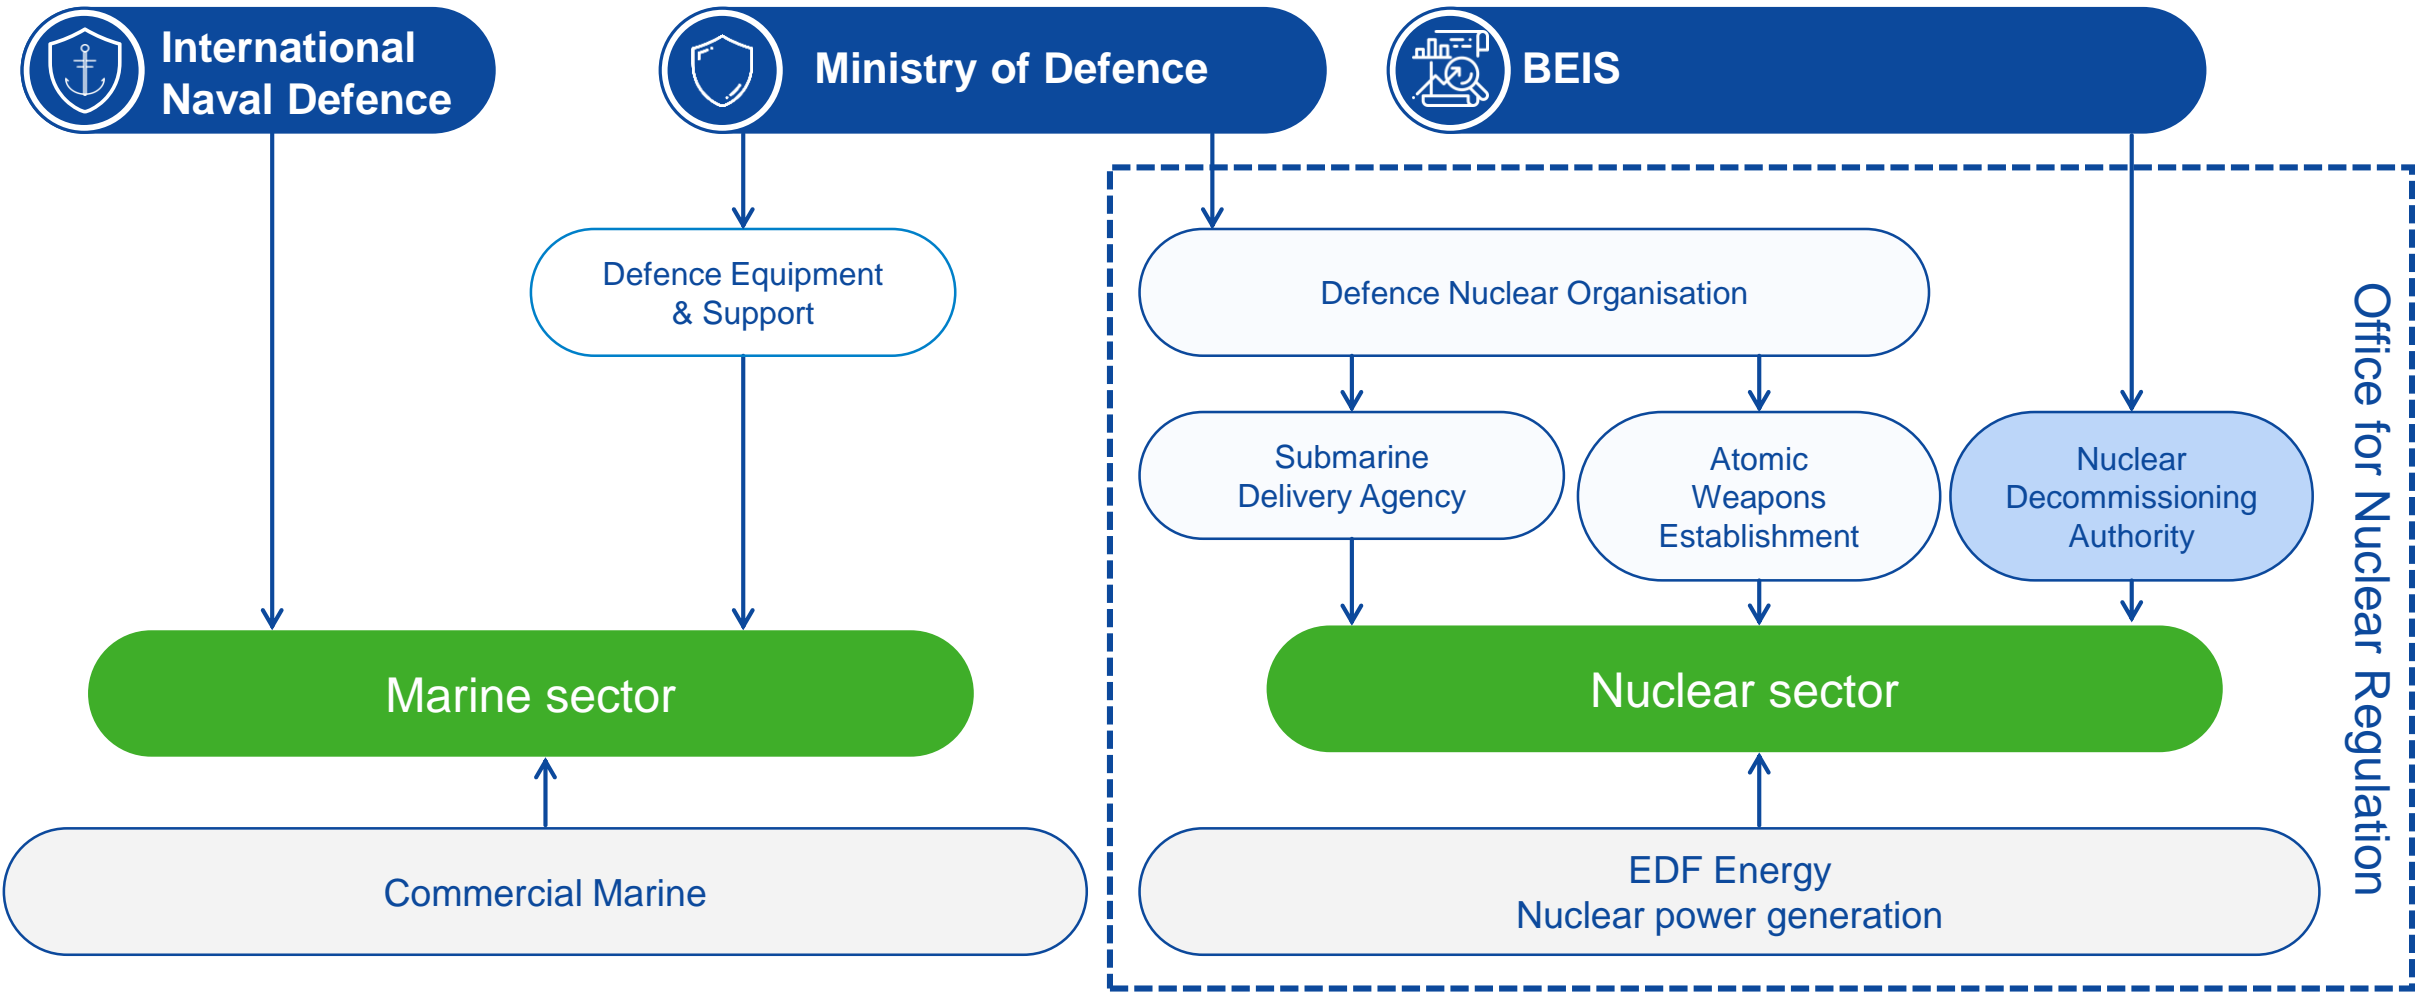 International
Naval Defence
Ministry of Defence
BEIS
Defence Equipment
& Support
Defence Nuclear Organisation
Submarine
Delivery Agency
Atomic
Weapons
Establishment
Nuclear
Decommissioning
Authority
Office for Nuclear Regulation
Marine sector
Nuclear sector
Commercial Marine
EDF Energy
Nuclear power generation